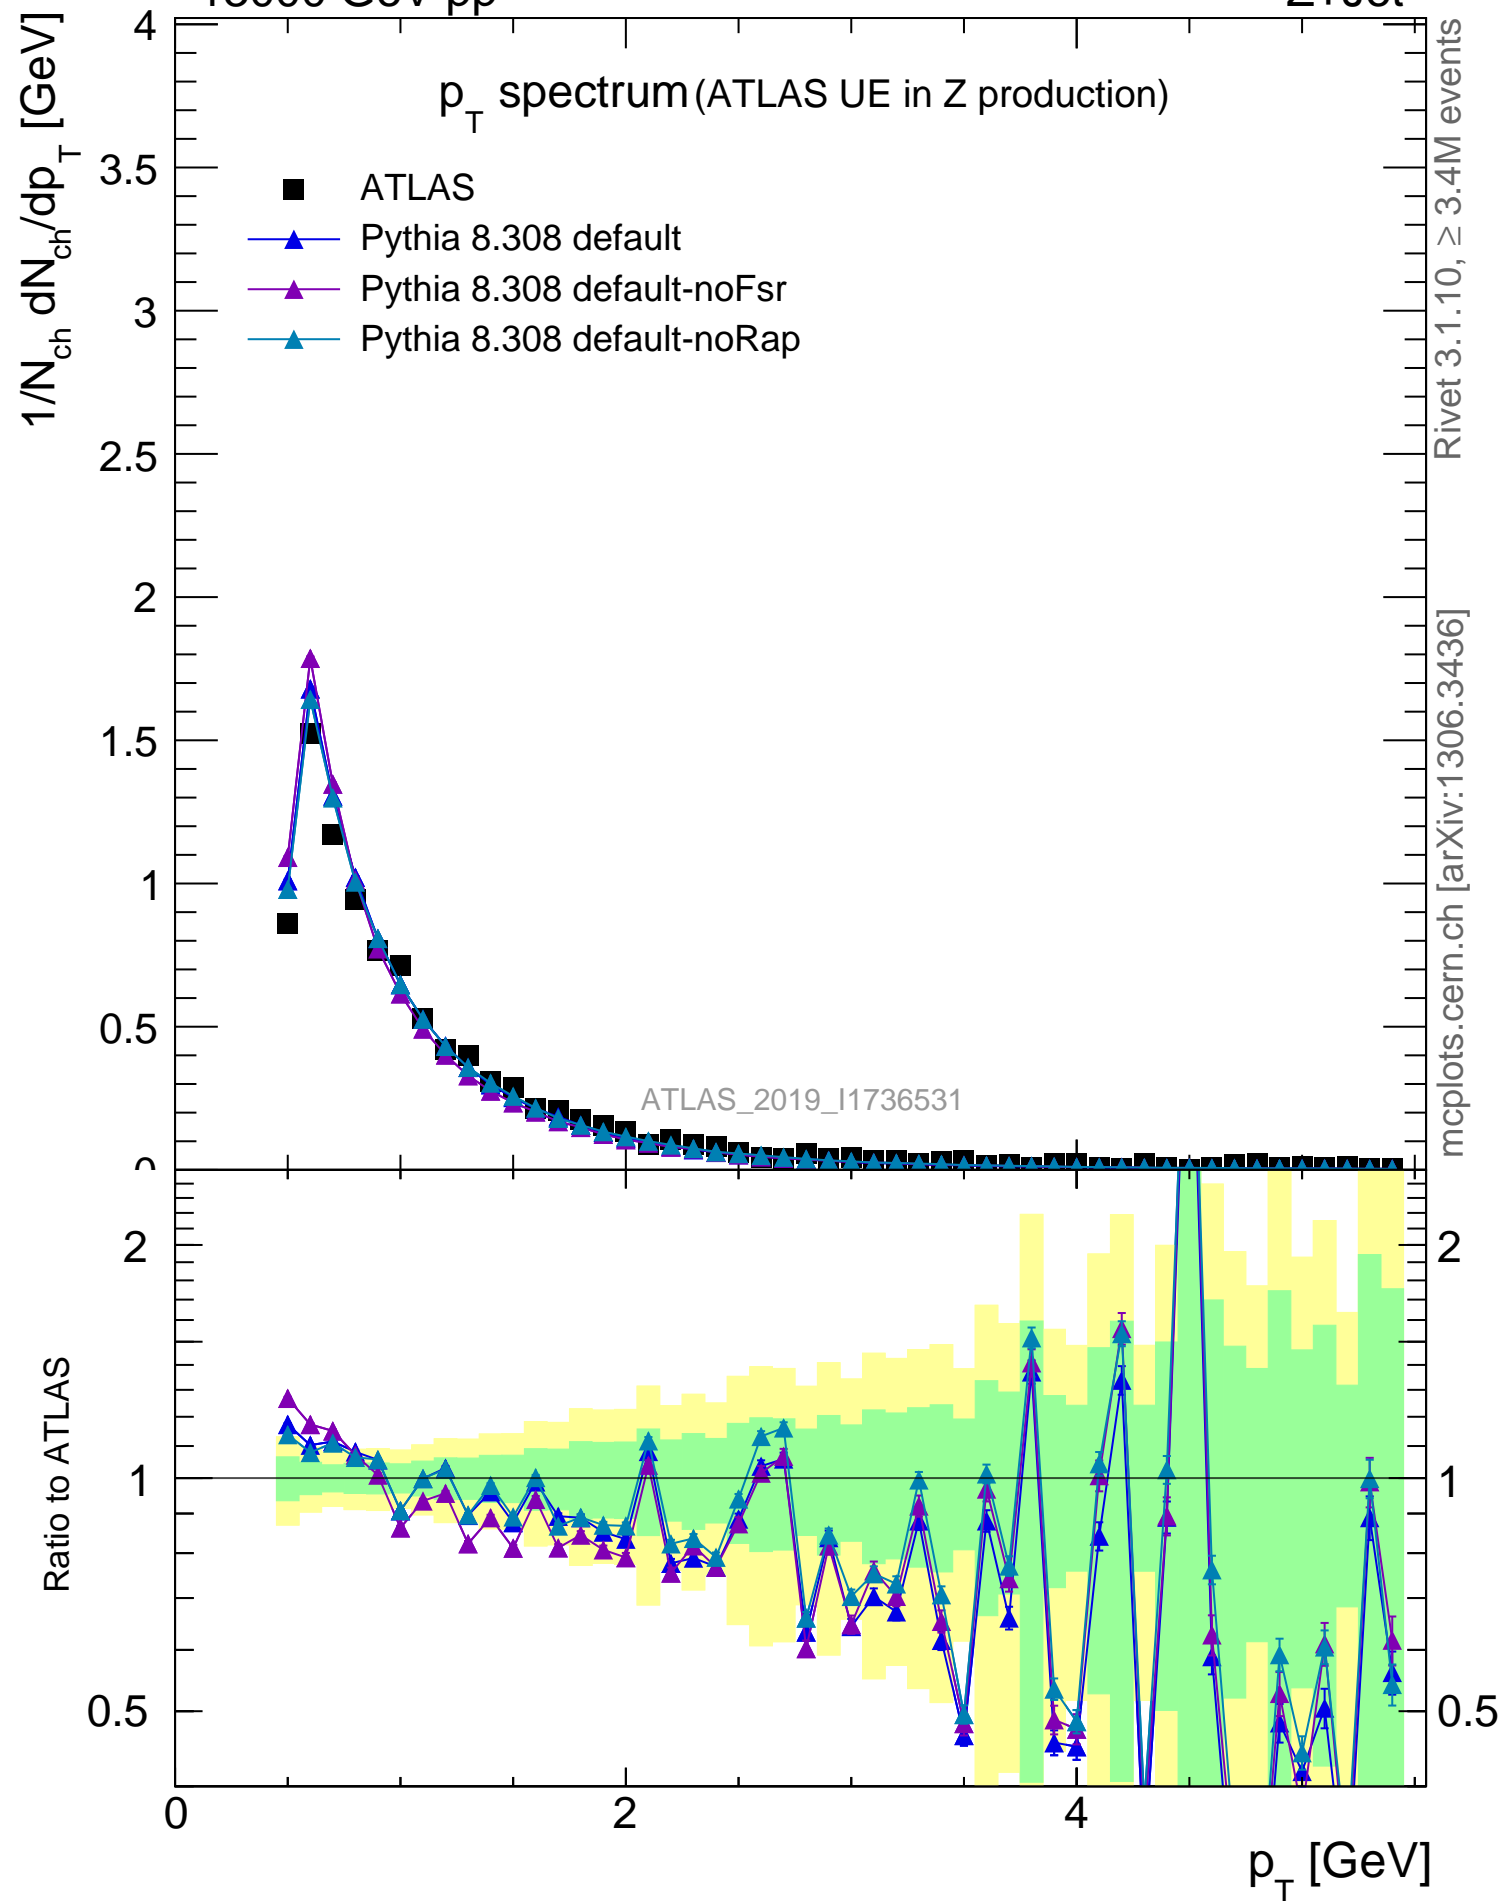 p_T spectrum (ATLAS UE in Z production)
ATLAS
Pythia 8.308 default
Pythia 8.308 default-noFsr
Pythia 8.308 default-noRap
1/N_ch dN_ch/dp_T [GeV]
4
3.5
3
2.5
2
1.5
1
0.5
0
ATLAS_2019_I1736531
Rivet 3.1.10, ≥ 3.4M events
mcplots.cern.ch [arXiv:1306.3436]
Ratio to ATLAS
2
1
0.5
2
1
0.5
0
2
4
p_T [GeV]